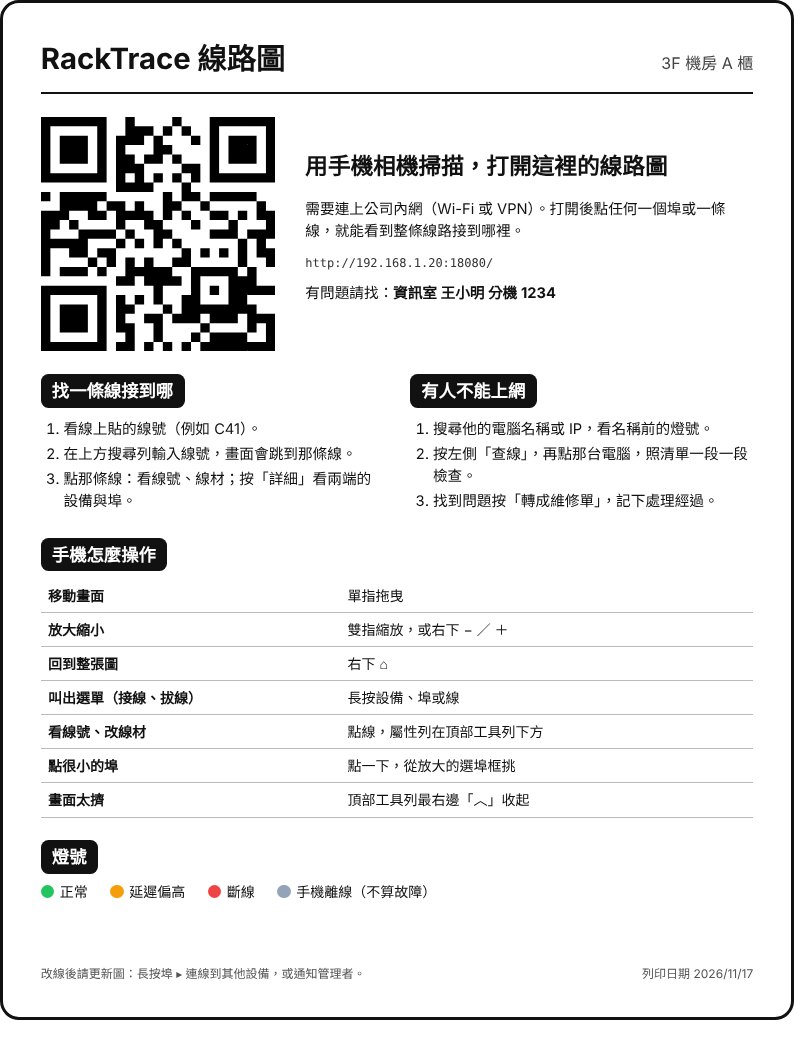 RackTrace 線路圖
3F 機房 A 櫃
用手機相機掃描，打開這裡的線路圖
需要連上公司內網（Wi-Fi 或 VPN）。打開後點任何一個埠或一條
線，就能看到整條線路接到哪裡。
http://192.168.1.20:18080/
有問題請找：資訊室 王小明 分機 1234
找一條線接到哪
1. 看線上貼的線號（例如 C41）。
2. 在上方搜尋列輸入線號，畫面會跳到那條線。
3. 點那條線：看線號、線材；按「詳細」看兩端的
設備與埠。
有人不能上網
1. 搜尋他的電腦名稱或 IP，看名稱前的燈號。
2. 按左側「查線」，再點那台電腦，照清單一段一段
檢查。
3. 找到問題按「轉成維修單」，記下處理經過。
手機怎麼操作
移動畫面 單指拖曳
放大縮小 雙指縮放，或右下 − ／ ＋
回到整張圖 右下 ⌂
叫出選單（接線、拔線） 長按設備、埠或線
看線號、改線材 點線，屬性列在頂部工具列下方
點很小的埠 點一下，從放大的選埠框挑
畫面太擠 頂部工具列最右邊「︿」收起
燈號
正常 延遲偏高 斷線 手機離線（不算故障）
改線後請更新圖：長按埠 ▸ 連線到其他設備，或通知管理者。
列印日期 2026/11/17